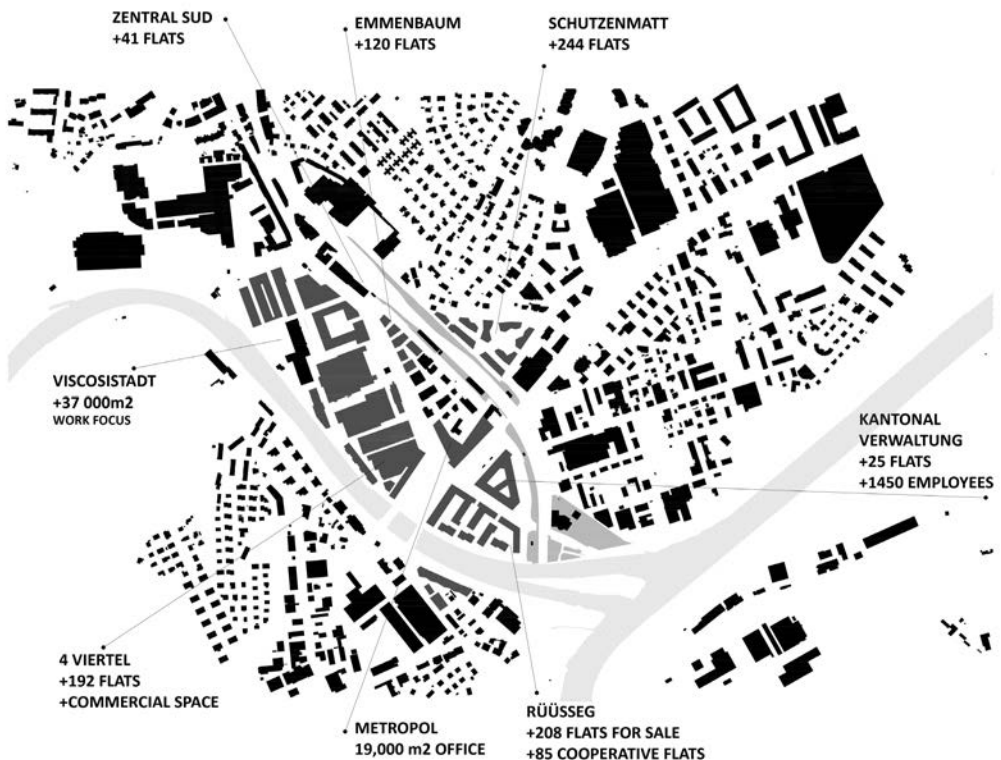 ZENTRAL SUD
+41 FLATS
EMMENBAUM
+120 FLATS
SCHUTZENMATT
+244 FLATS
VISCOSISTADT
+37 000m2
WORK FOCUS
KANTONAL
VERWALTUNG
+25 FLATS
+1450 EMPLOYEES
4 VIERTEL
+192 FLATS
+COMMERCIAL SPACE
METROPOL
19,000 m2 OFFICE
RÜÜSSEG
+208 FLATS FOR SALE
+85 COOPERATIVE FLATS